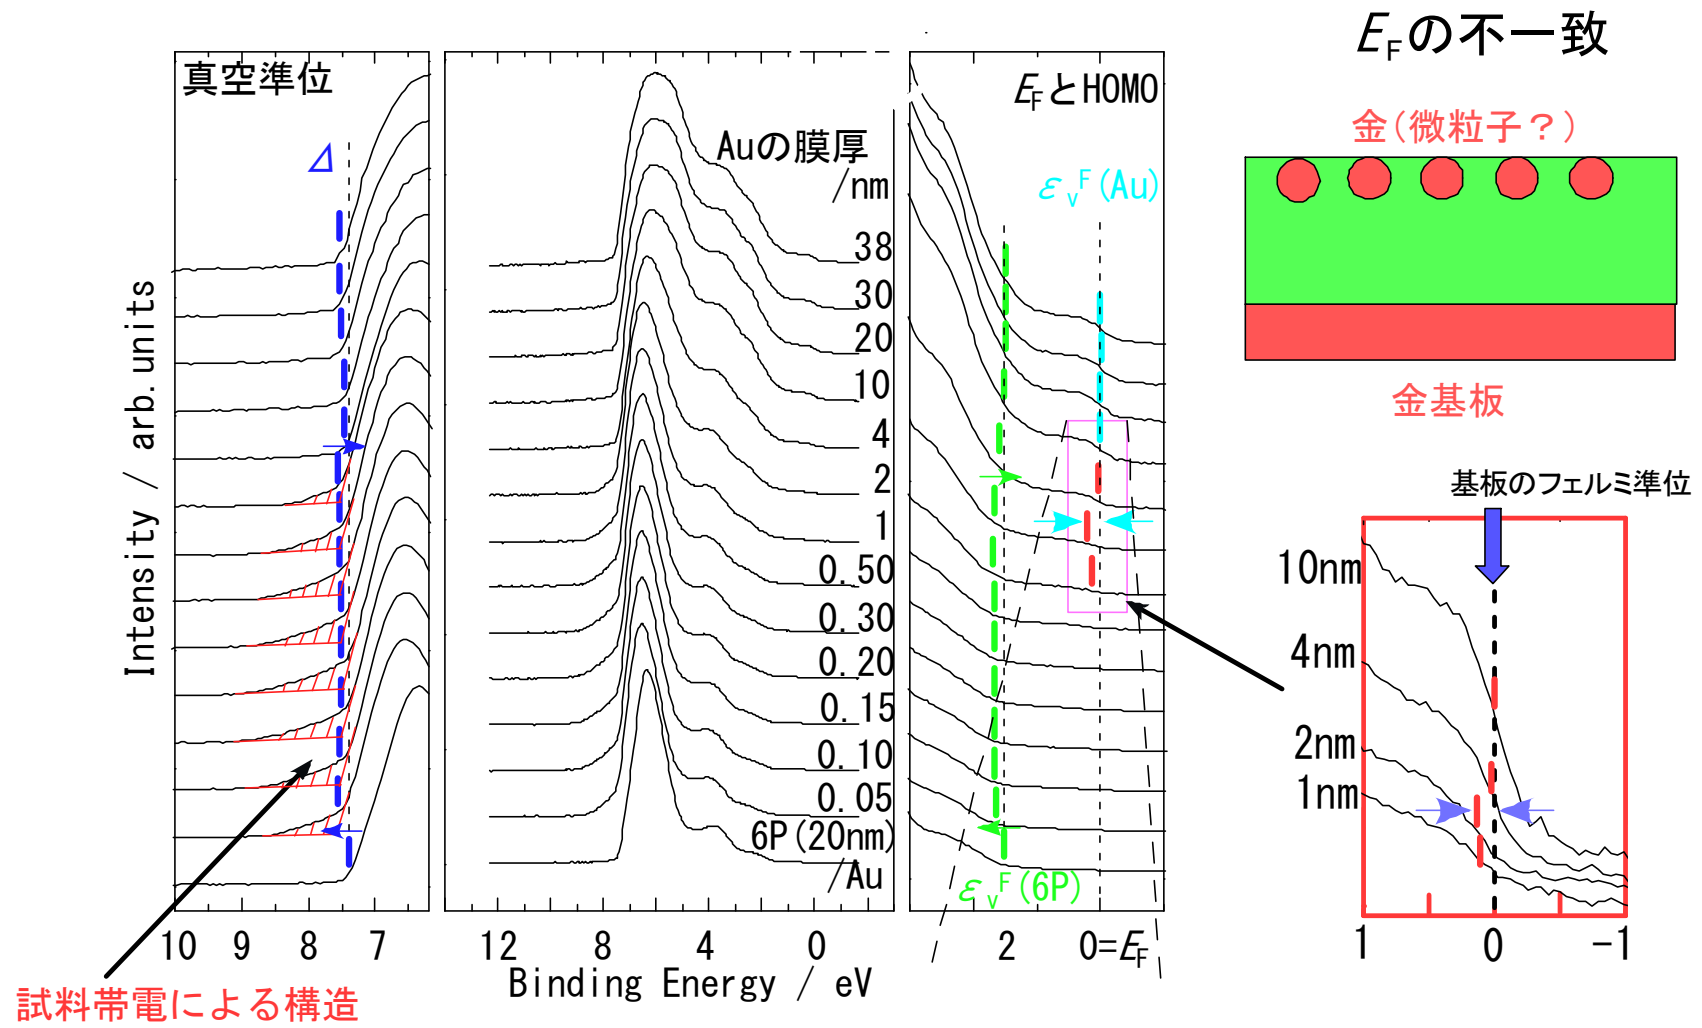 E_Fの不一致
真空準位
E_FとHOMO
Δ
Auの膜厚
/nm
ε_v^F(Au)
金(微粒子?)
38
30
20
10
4
2
1
0.50
0.30
0.20
0.15
0.10
0.05
6P(20nm)
/Au
ε_v^F(6P)
Intensity / arb. units
金基板
基板のフェルミ準位
10nm
4nm
2nm
1nm
10 9 8 7
12 8 4 0
2 0=E_F
1 0 -1
Binding Energy / eV
試料帯電による構造